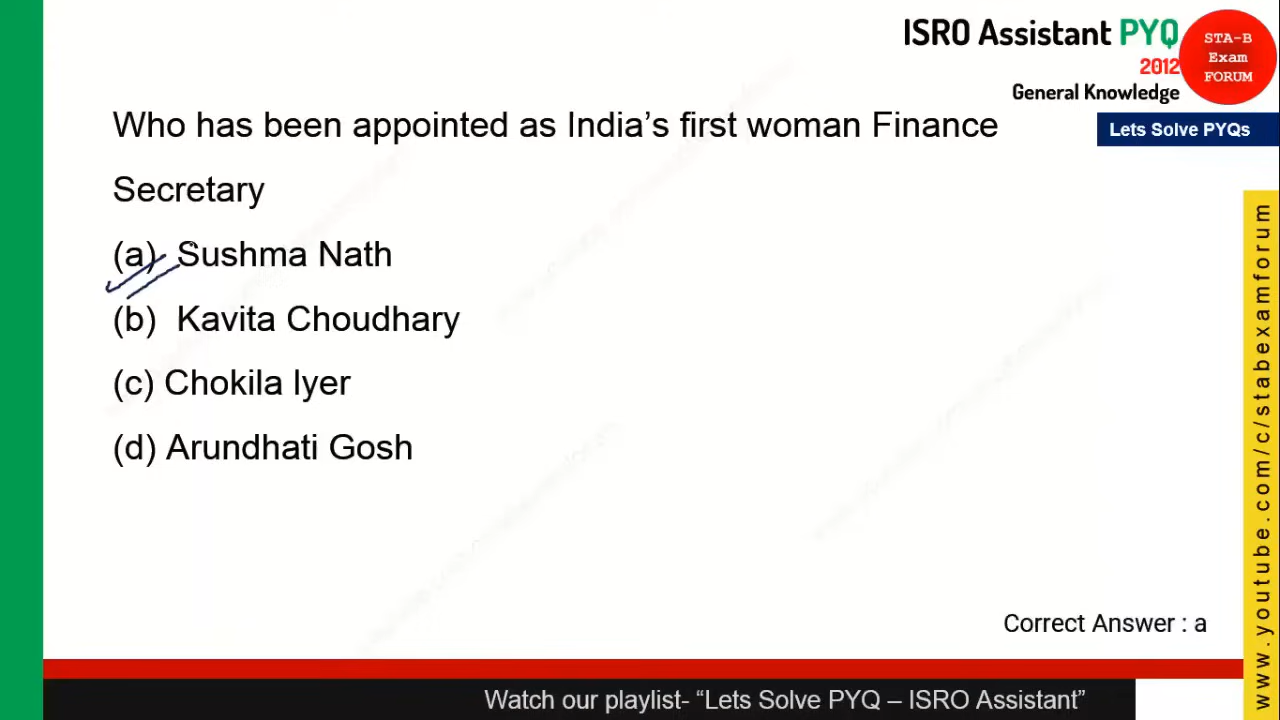 ISRO Assistant PYQ
2012
General Knowledge
STA-B
Exam
FORUM
Lets Solve PYQs
Who has been appointed as India’s first woman Finance
Secretary
(a) Sushma Nath
(b) Kavita Choudhary
(c) Chokila Iyer
(d) Arundhati Gosh
Correct Answer : a
Watch our playlist- “Lets Solve PYQ – ISRO Assistant”
www.youtube.com/c/stabexamforum